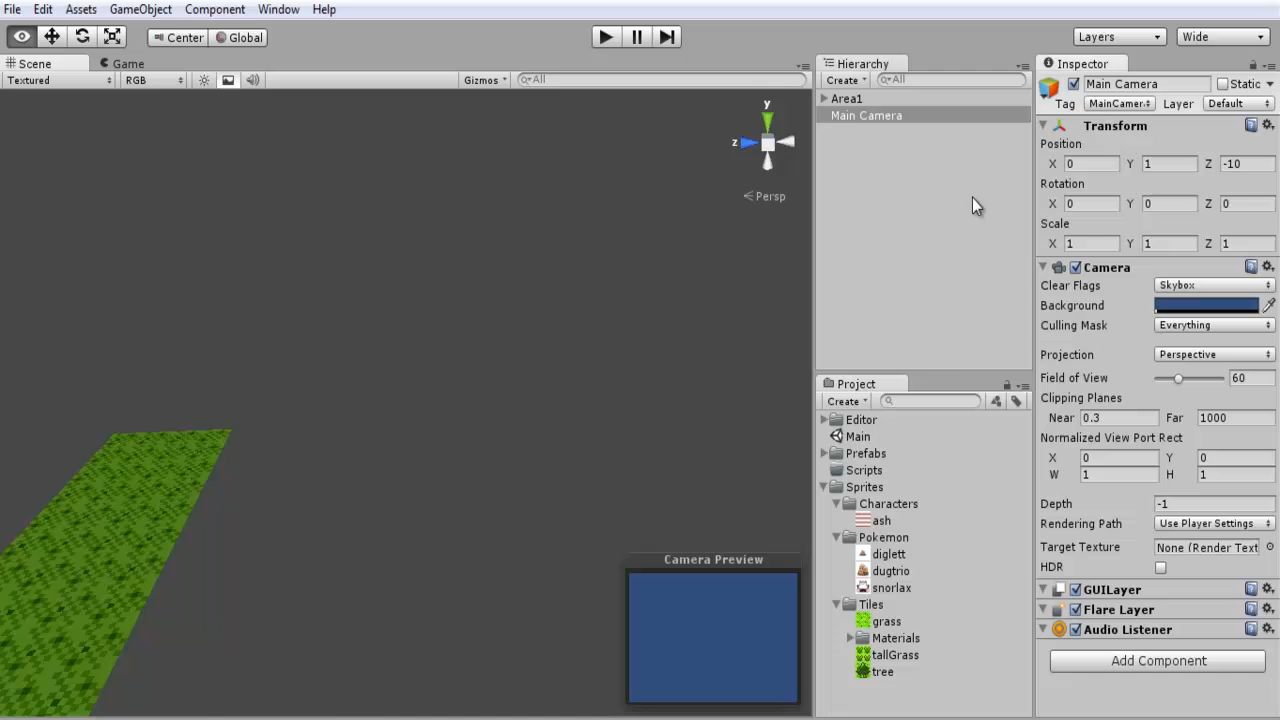 File Edit Assets GameObject Component Window Help
Center Global Layers Wide
Scene Game
Textured RGB Gizmos All
y
z
Persp
Camera Preview
Hierarchy
Create All
Area1
Main Camera
Project
Create
Editor
Main
Prefabs
Scripts
Sprites
Characters
ash
Pokemon
diglett
dugtrio
snorlax
Tiles
grass
Materials
tallGrass
tree
Inspector
Main Camera Static
Tag MainCamer Layer Default
Transform
Position
X 0 Y 1 Z -10
Rotation
X 0 Y 0 Z 0
Scale
X 1 Y 1 Z 1
Camera
Clear Flags Skybox
Background
Culling Mask Everything
Projection Perspective
Field of View 60
Clipping Planes
Near 0.3 Far 1000
Normalized View Port Rect
X 0 Y 0
W 1 H 1
Depth -1
Rendering Path Use Player Settings
Target Texture None (Render Text
HDR
GUILayer
Flare Layer
Audio Listener
Add Component